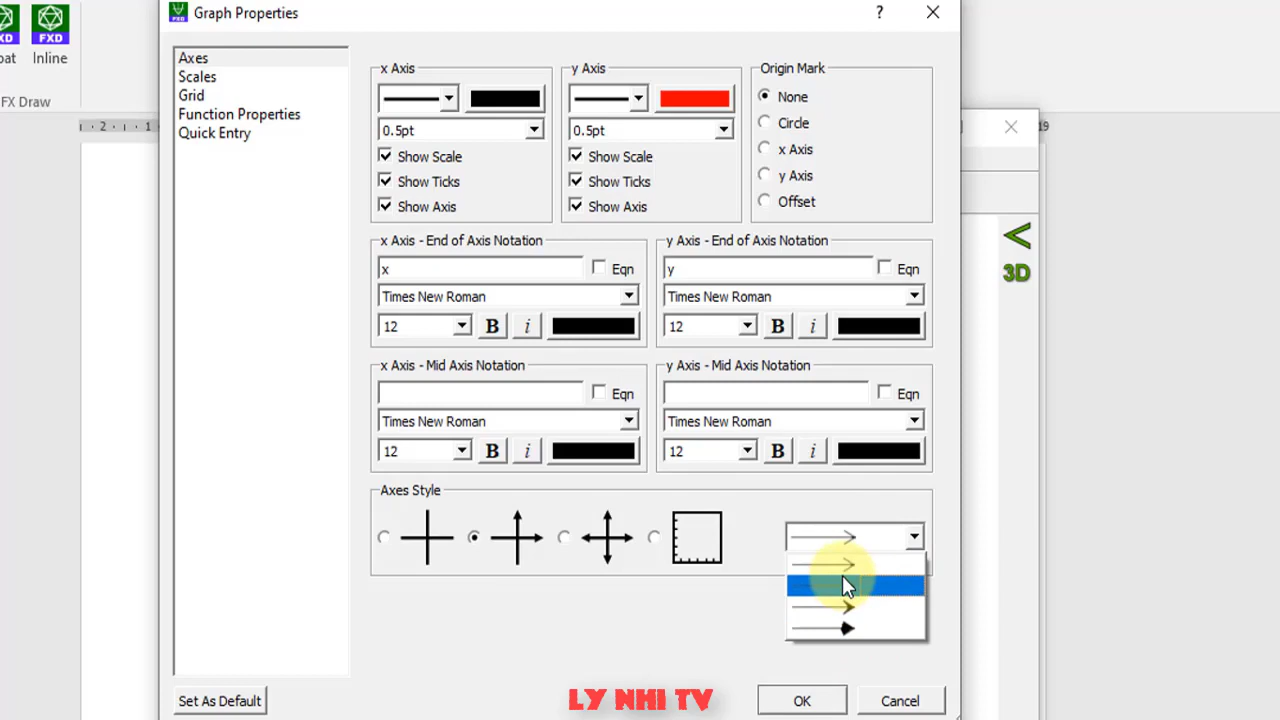 Graph Properties
?
FXD
Inline
FX Draw
2 1
19
Axes
Scales
Grid
Function Properties
Quick Entry
x Axis
0.5pt
Show Scale
Show Ticks
Show Axis
y Axis
0.5pt
Show Scale
Show Ticks
Show Axis
Origin Mark
None
Circle
x Axis
y Axis
Offset
3D
x Axis - End of Axis Notation
x
Eqn
Times New Roman
12
B i
y Axis - End of Axis Notation
y
Eqn
Times New Roman
12
B i
x Axis - Mid Axis Notation
Eqn
Times New Roman
12
B i
y Axis - Mid Axis Notation
Eqn
Times New Roman
12
B i
Axes Style
Set As Default
LY NHI TV
OK
Cancel